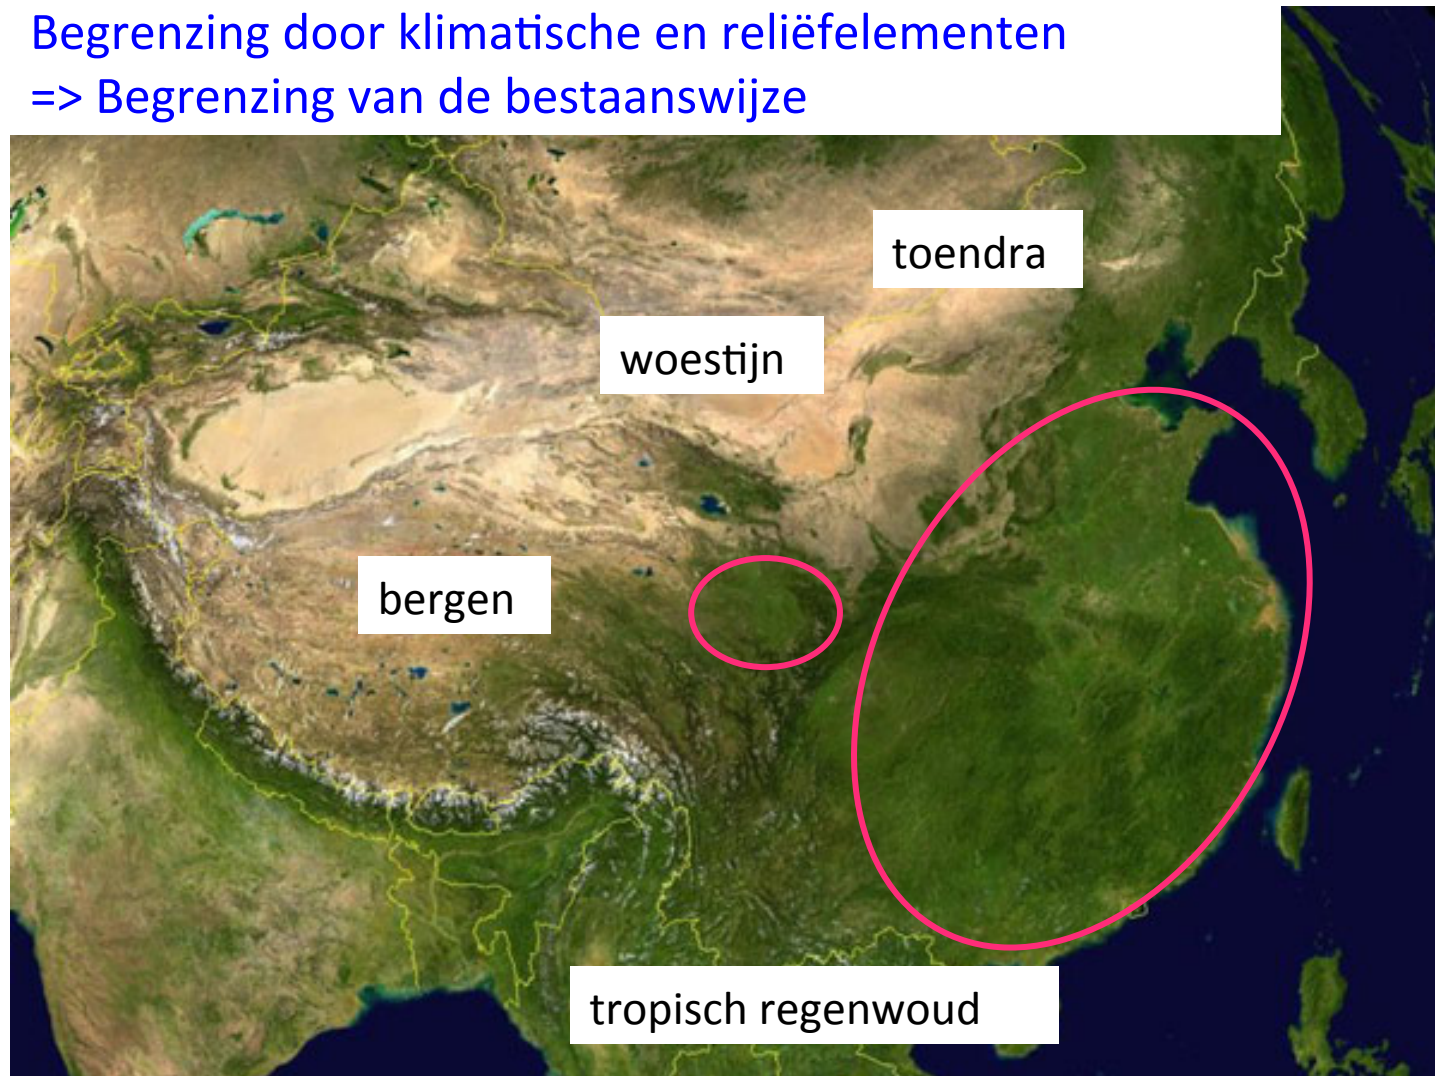 Begrenzing door klimatische en reliëfelementen
=> Begrenzing van de bestaanswijze
toendra
woestijn
bergen
tropisch regenwoud